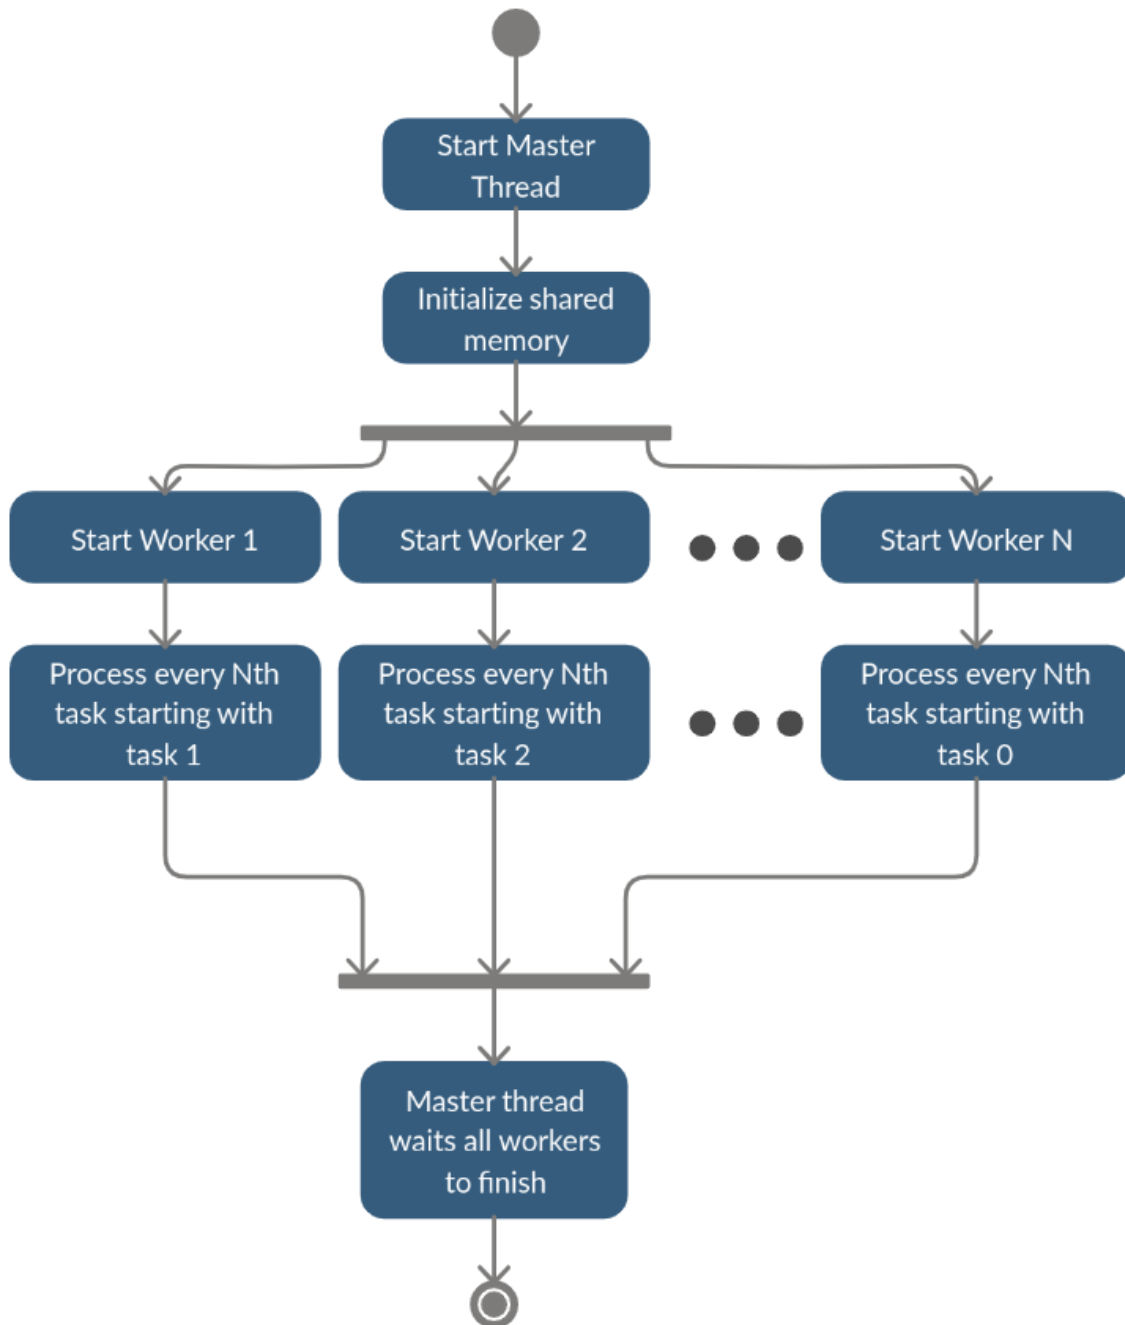 Start Master
Thread
Initialize shared
memory
Start Worker 1
Start Worker 2
Start Worker N
Process every Nth
task starting with
task 1
Process every Nth
task starting with
task 2
Process every Nth
task starting with
task 0
Master thread
waits all workers
to finish